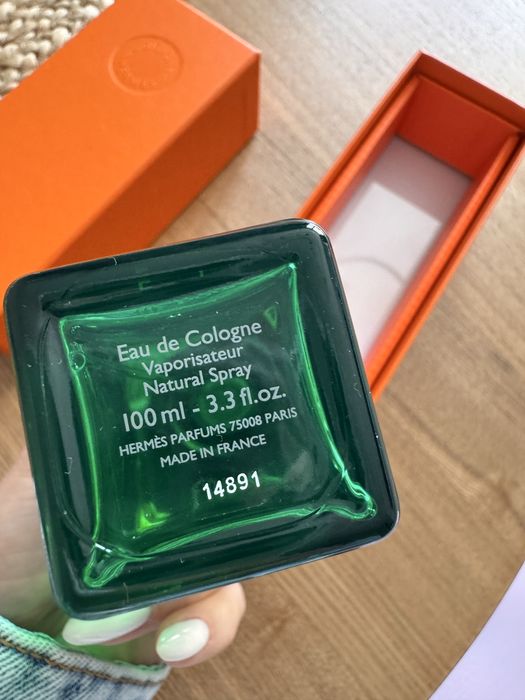 Eau de Cologne
Vaporisateur
Natural Spray
100 ml - 3.3 fl.oz.
HERMÈS PARFUMS 75008 PARIS
MADE IN FRANCE
14891